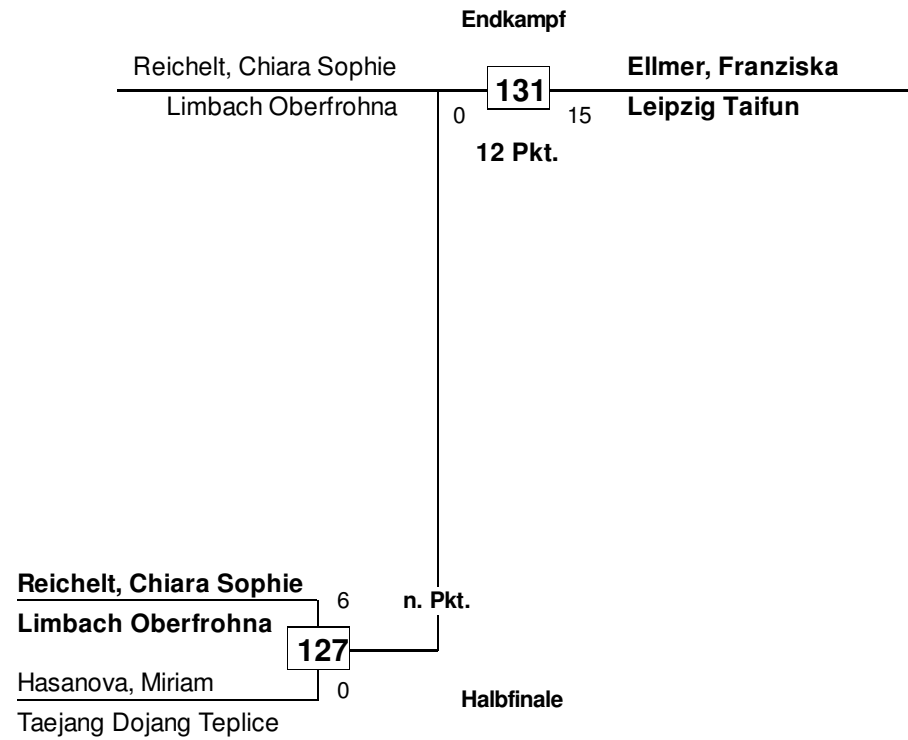 Endkampf
Reichelt, Chiara Sophie
Limbach Oberfrohna
0
131
15
12 Pkt.
Ellmer, Franziska
Leipzig Taifun
Reichelt, Chiara Sophie
Limbach Oberfrohna
6
n. Pkt.
127
Hasanova, Miriam
Taejang Dojang Teplice
0
Halbfinale